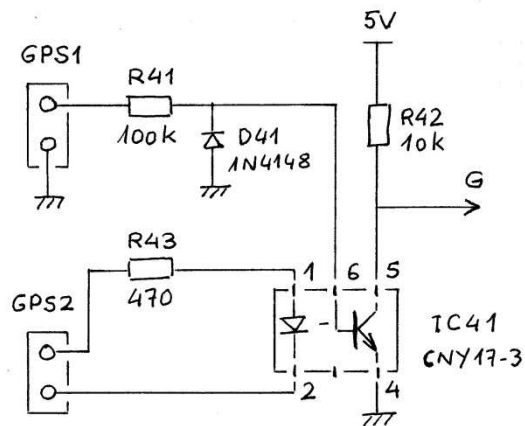 5V
GPS1
R41
100k
D41
1N4148
R42
10k
G
R43
470
1
6
5
GPS2
IC41
CNY17-3
2
4